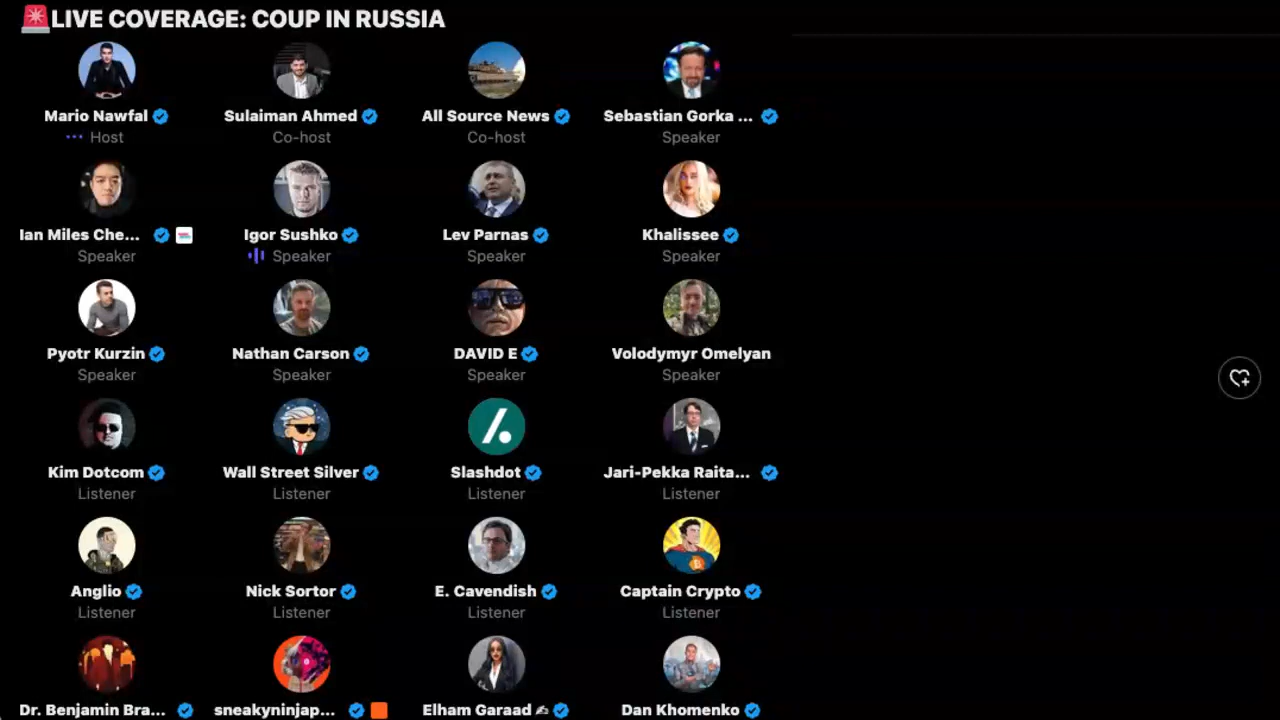 🚨LIVE COVERAGE: COUP IN RUSSIA
Mario Nawfal Sulaiman Ahmed All Source News Sebastian Gorka ...
Host Co-host Co-host Speaker
Ian Miles Che... Igor Sushko Lev Parnas Khalissee
Speaker Speaker Speaker Speaker
Pyotr Kurzin Nathan Carson DAVID E Volodymyr Omelyan
Speaker Speaker Speaker Speaker
Kim Dotcom Wall Street Silver Slashdot Jari-Pekka Raita...
Listener Listener Listener Listener
Anglio Nick Sortor E. Cavendish Captain Crypto
Listener Listener Listener Listener
Dr. Benjamin Bra... sneakyninjap... Elham Garaad ✍ Dan Khomenko